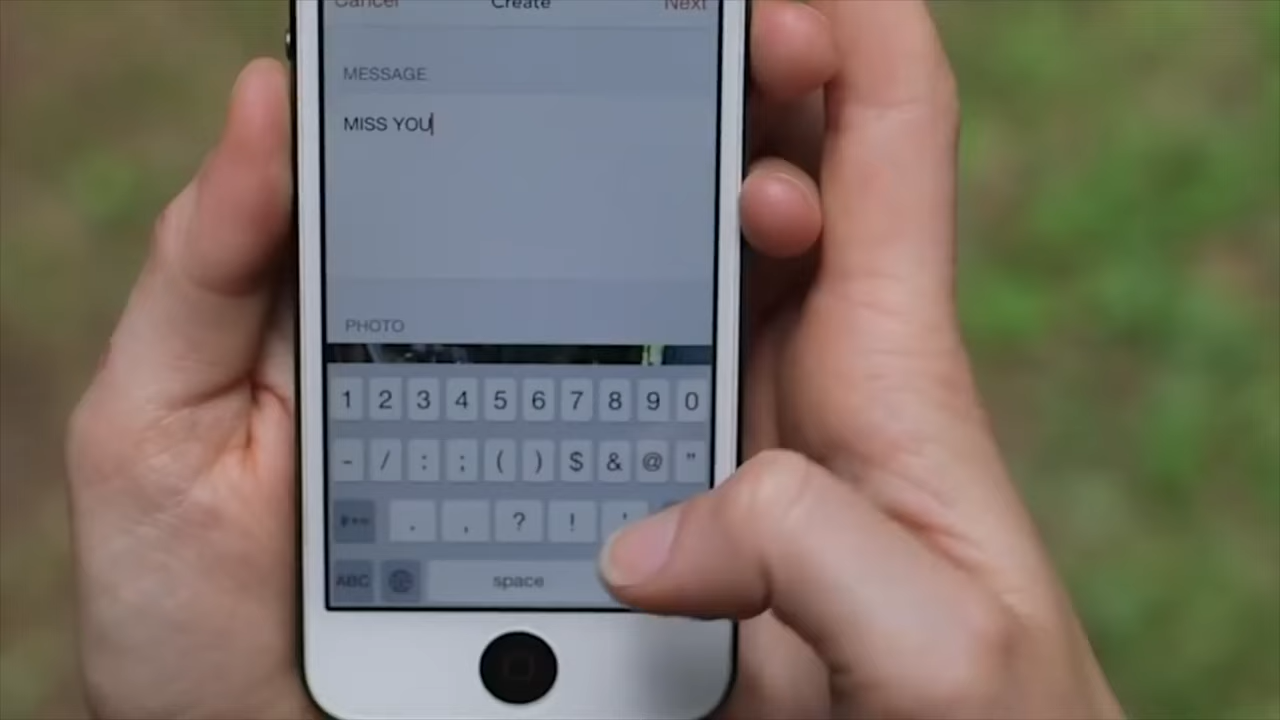 Cancel Create Next
MESSAGE
MISS YOU
PHOTO
1 2 3 4 5 6 7 8 9 0
- / : ; ( ) $ & @ "
#+= . , ? ! '
ABC space